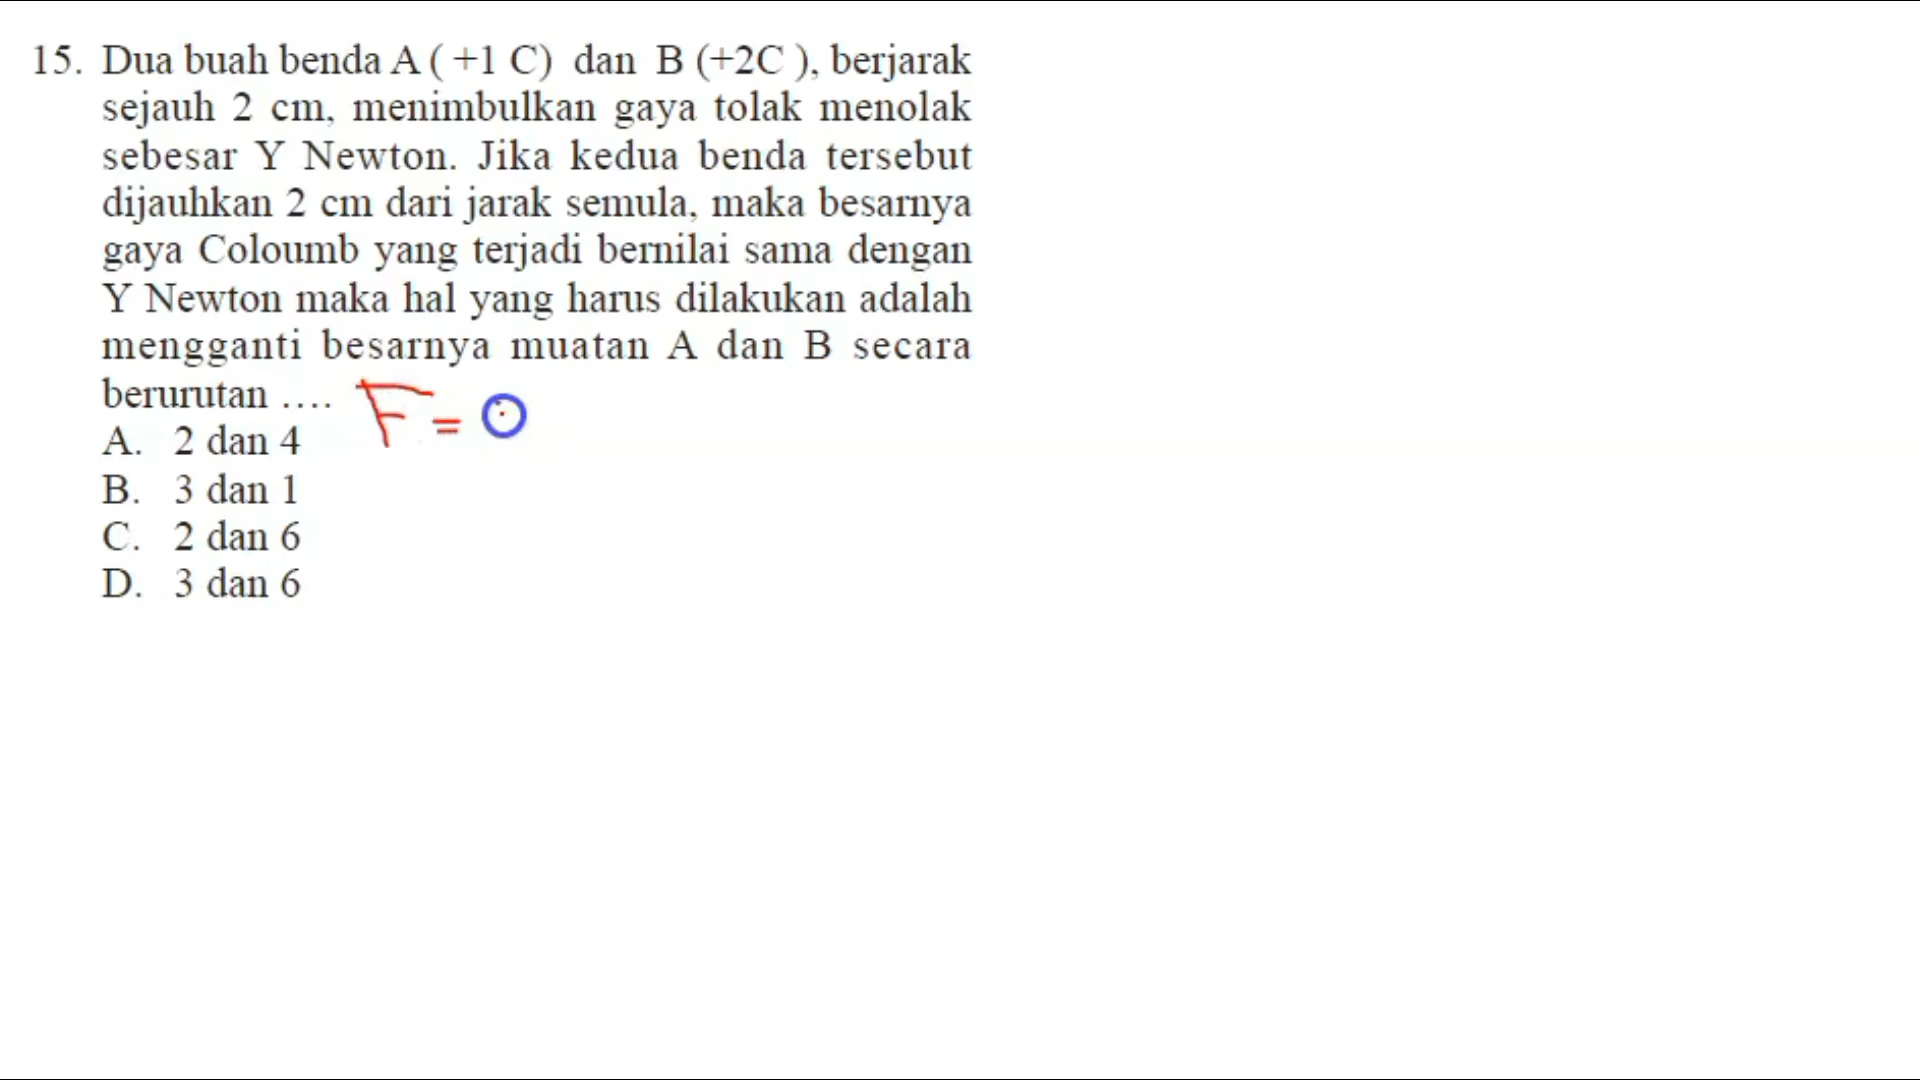 15. Dua buah benda A ( +1 C) dan B (+2C ), berjarak
sejauh 2 cm, menimbulkan gaya tolak menolak
sebesar Y Newton. Jika kedua benda tersebut
dijauhkan 2 cm dari jarak semula, maka besarnya
gaya Coloumb yang terjadi bernilai sama dengan
Y Newton maka hal yang harus dilakukan adalah
mengganti besarnya muatan A dan B secara
berurutan ....
F =
A. 2 dan 4
B. 3 dan 1
C. 2 dan 6
D. 3 dan 6